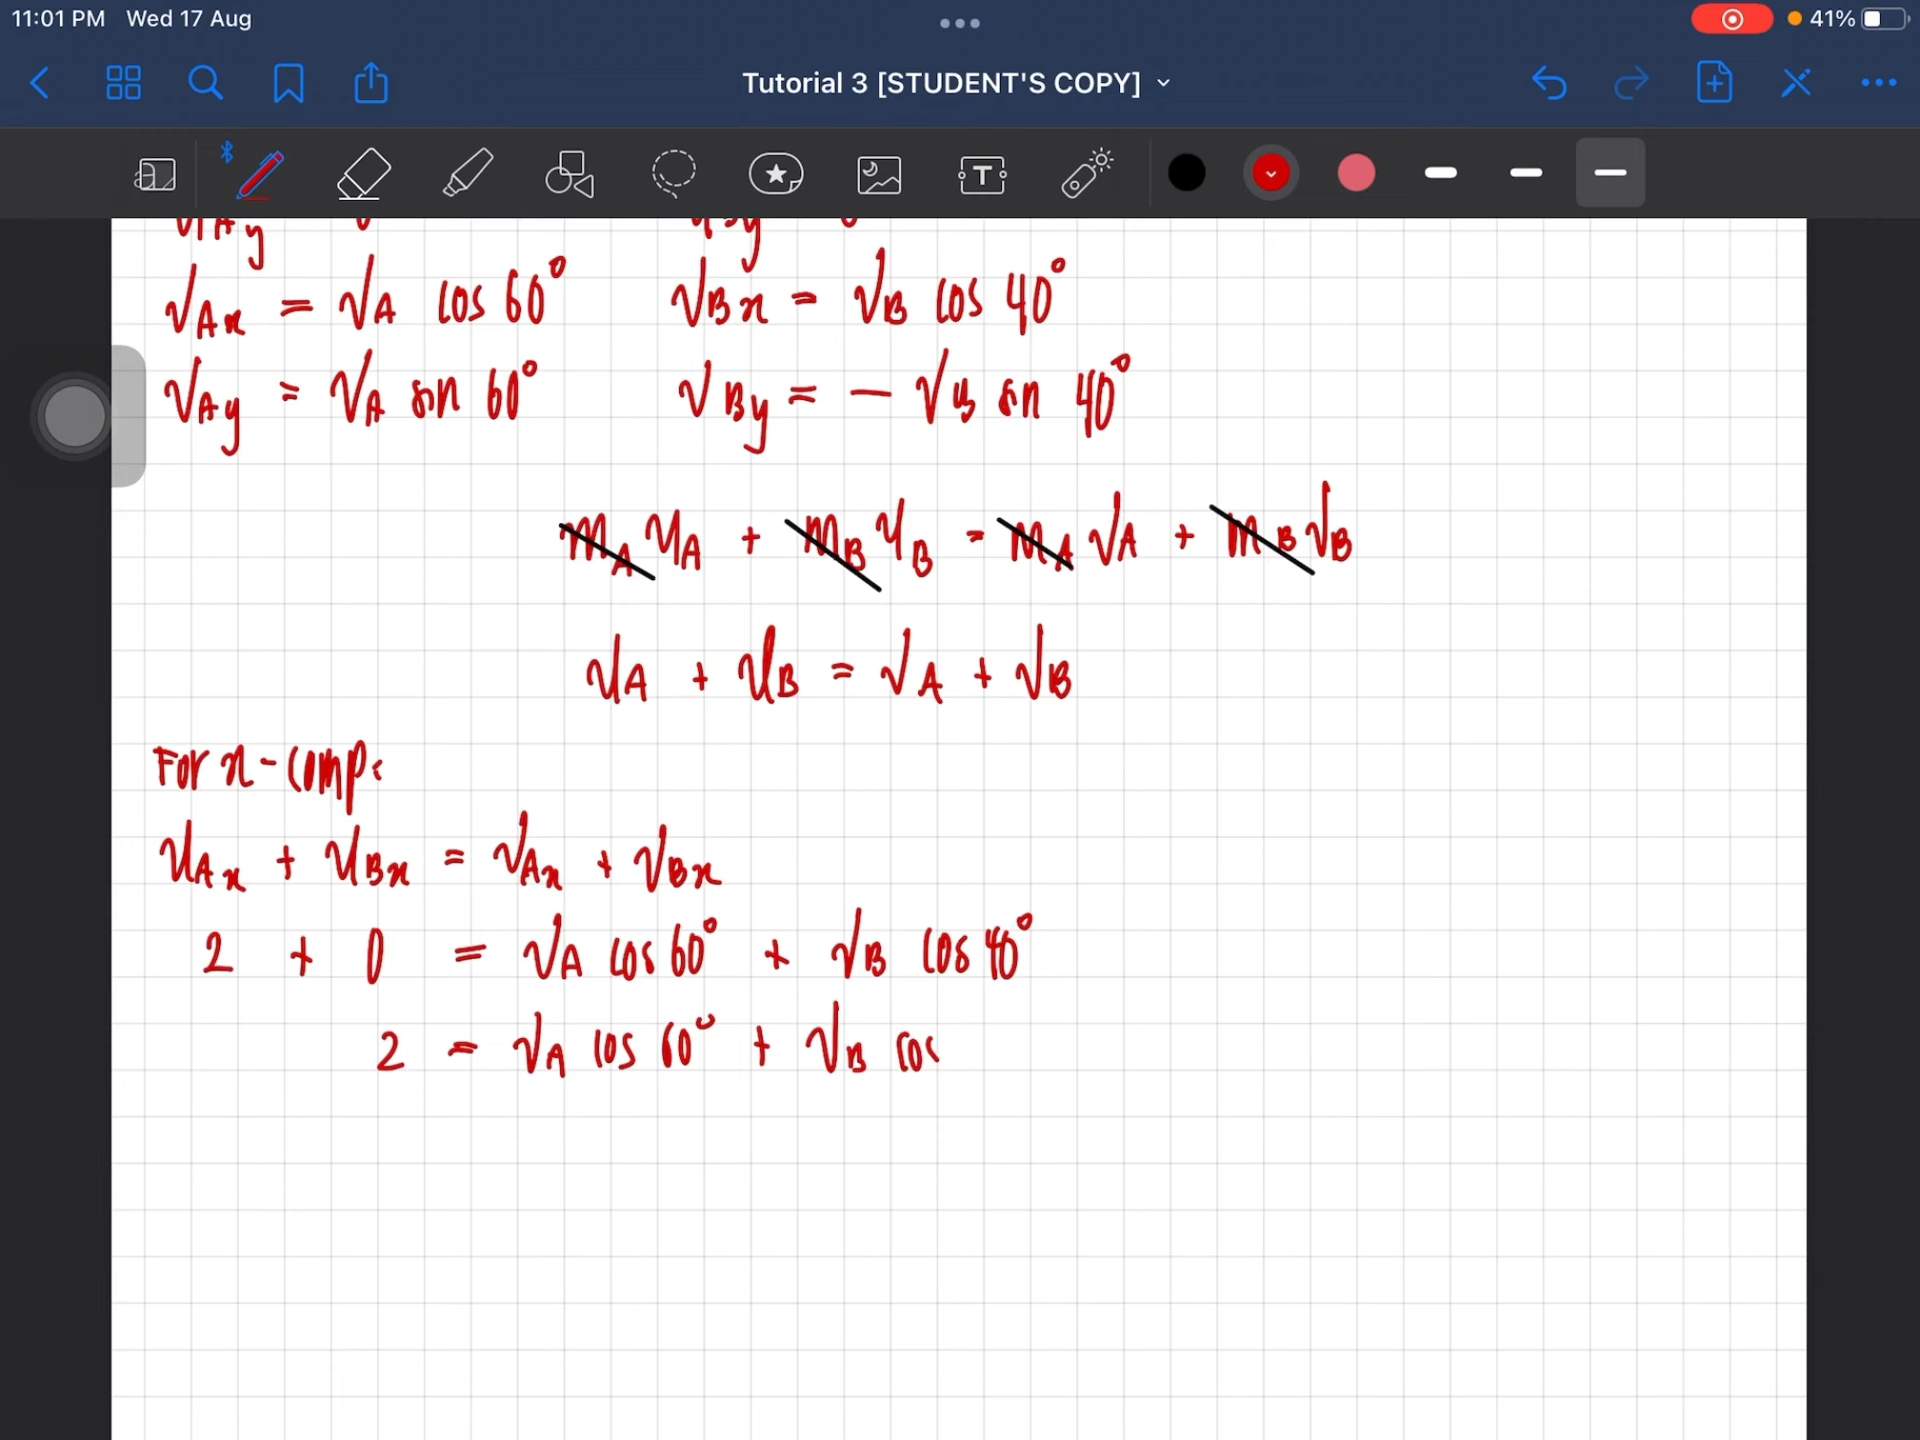 11:01 PM Wed 17 Aug 41%
Tutorial 3 [STUDENT'S COPY]
T
vAx = vA cos 60° vBx = vB cos 40°
vAy = vA sin 60° vBy = - vB sin 40°
mA uA + mB uB = mA vA + mB vB
uA + uB = vA + vB
For x-comp:
uAx + uBx = vAx + vBx
2 + 0 = vA cos 60° + vB cos 40°
2 = vA cos 60° + vB cos